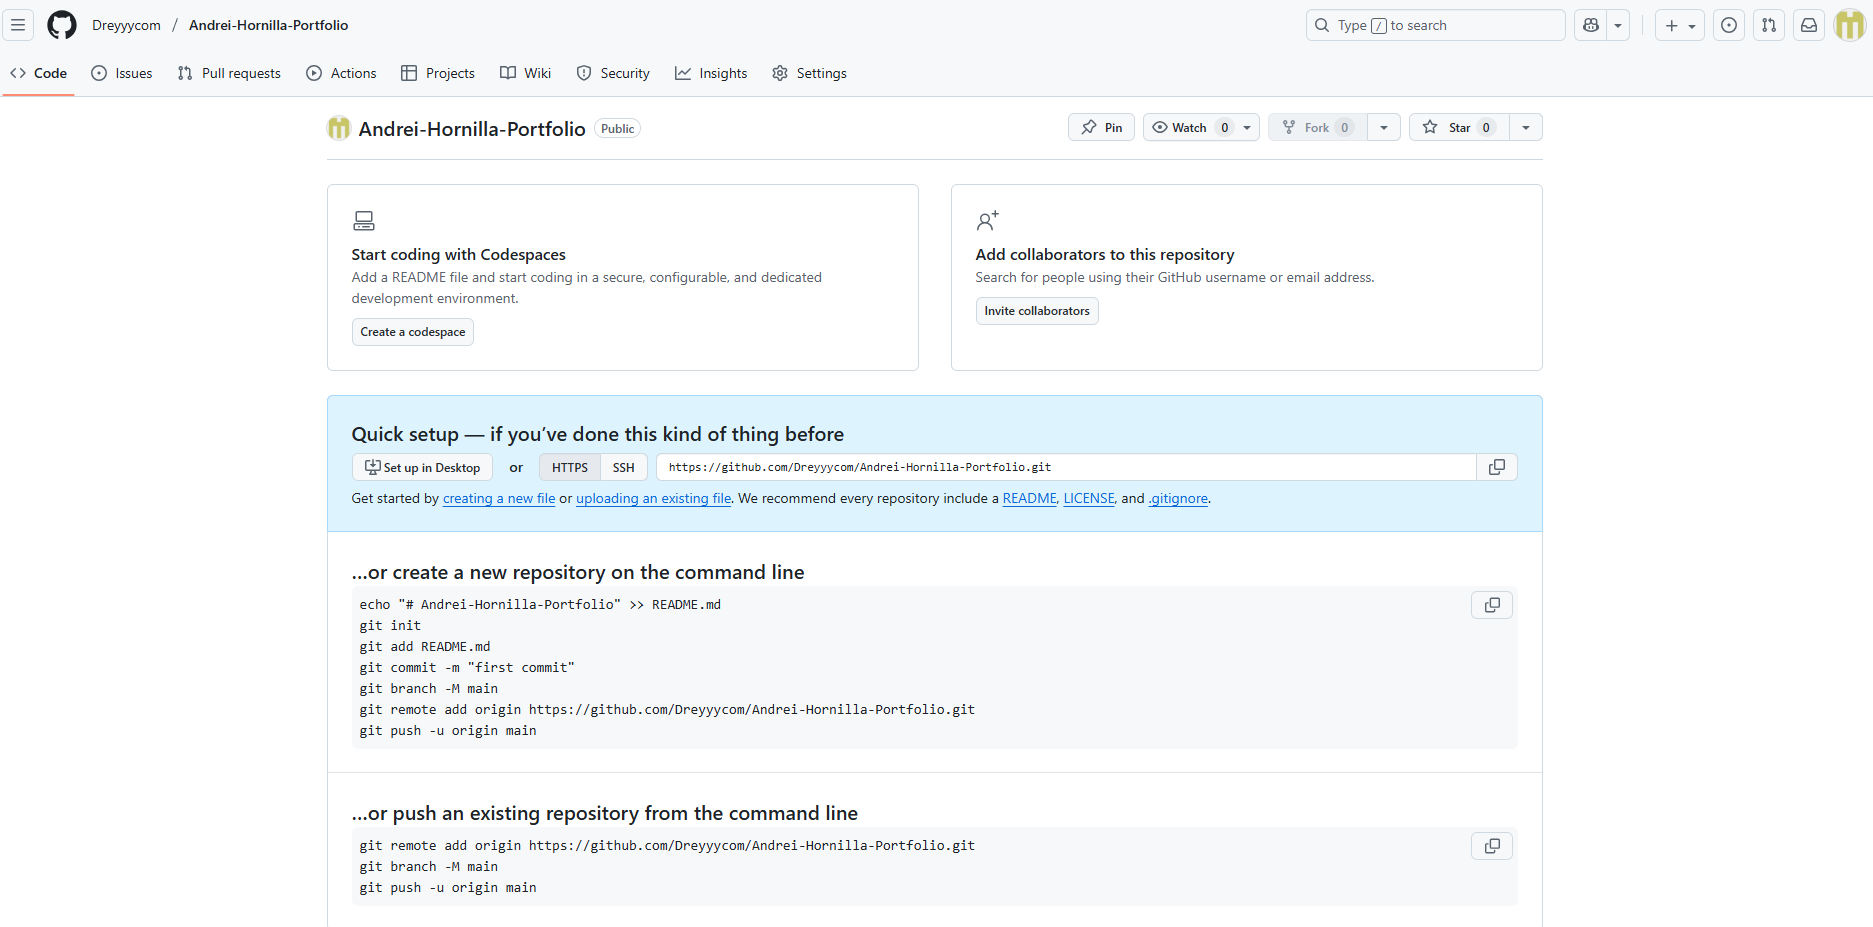 Dreyyycom / Andrei-Hornilla-Portfolio
Type / to search
Code Issues Pull requests Actions Projects Wiki Security Insights Settings
Andrei-Hornilla-Portfolio Public
Pin Watch 0 Fork 0 Star 0
Start coding with Codespaces
Add a README file and start coding in a secure, configurable, and dedicated
development environment.
Create a codespace
Add collaborators to this repository
Search for people using their GitHub username or email address.
Invite collaborators
Quick setup — if you’ve done this kind of thing before
Set up in Desktop or HTTPS SSH https://github.com/Dreyyycom/Andrei-Hornilla-Portfolio.git
Get started by creating a new file or uploading an existing file. We recommend every repository include a README, LICENSE, and .gitignore.
…or create a new repository on the command line
echo "# Andrei-Hornilla-Portfolio" >> README.md
git init
git add README.md
git commit -m "first commit"
git branch -M main
git remote add origin https://github.com/Dreyyycom/Andrei-Hornilla-Portfolio.git
git push -u origin main
…or push an existing repository from the command line
git remote add origin https://github.com/Dreyyycom/Andrei-Hornilla-Portfolio.git
git branch -M main
git push -u origin main